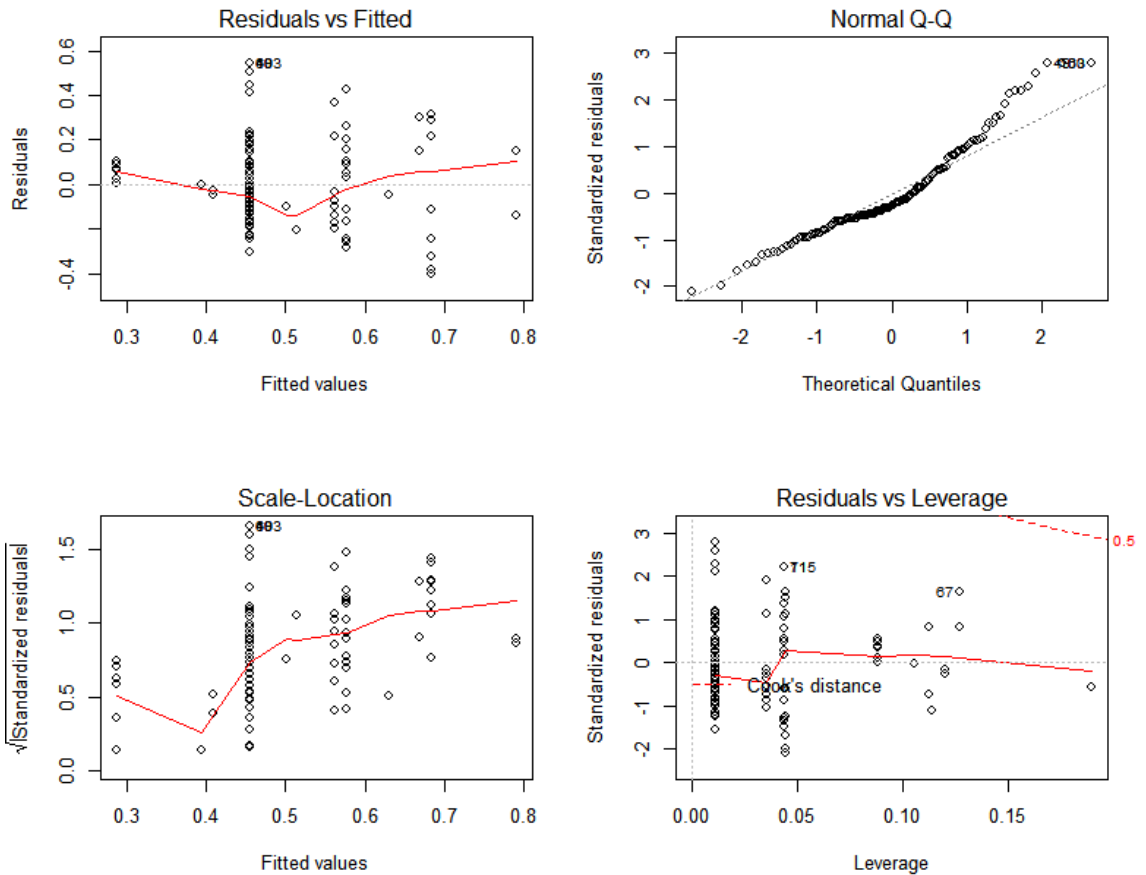 Residuals vs Fitted
Residuals
0.6
0.4
0.2
0.0
-0.4
0.3 0.4 0.5 0.6 0.7 0.8
Fitted values
Normal Q-Q
Standardized residuals
3
2
1
0
-1
-2
-2 -1 0 1 2
Theoretical Quantiles
Scale-Location
√|Standardized residuals|
1.5
1.0
0.5
0.0
0.3 0.4 0.5 0.6 0.7 0.8
Fitted values
Residuals vs Leverage
Standardized residuals
3
2
1
0
-1
-2
0.5
67
Cook's distance
0.00 0.05 0.10 0.15
Leverage